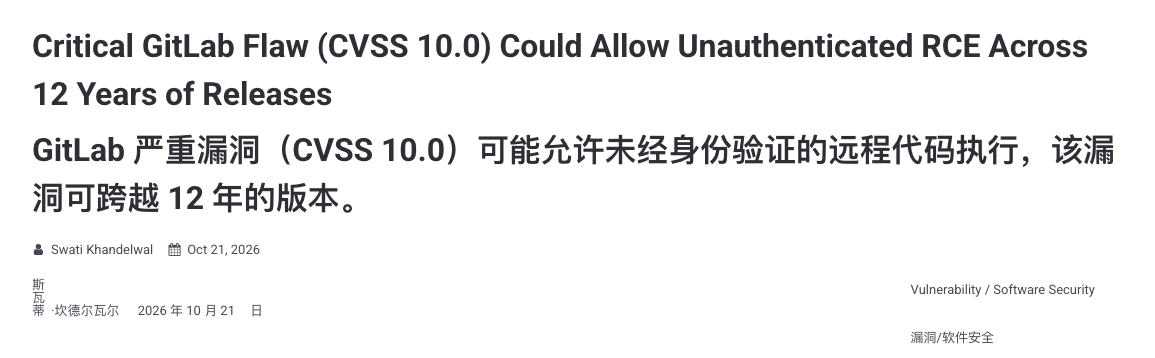 Critical GitLab Flaw (CVSS 10.0) Could Allow Unauthenticated RCE Across
12 Years of Releases
GitLab 严重漏洞（CVSS 10.0）可能允许未经身份验证的远程代码执行，该漏
洞可跨越 12 年的版本。
Swati Khandelwal Oct 21, 2026
斯
瓦
蒂 ·坎德尔瓦尔 2026 年 10 月 21 日
Vulnerability / Software Security
漏洞/软件安全